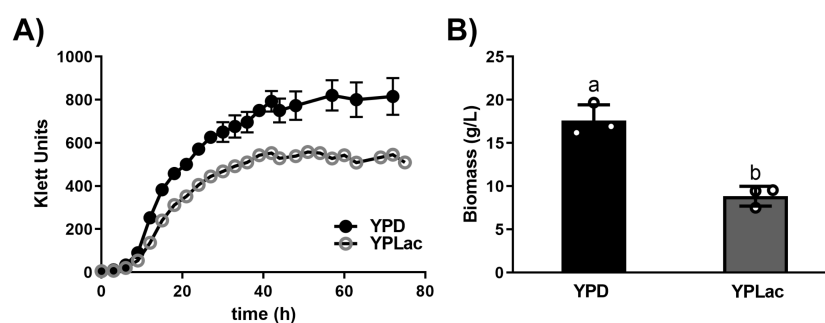 A)
Klett Units
1000
800
600
400
200
0
0 20 40 60 80
time (h)
YPD
YPLac
B)
Biomass (g/L)
25
20
15
10
5
0
a
b
YPD YPLac